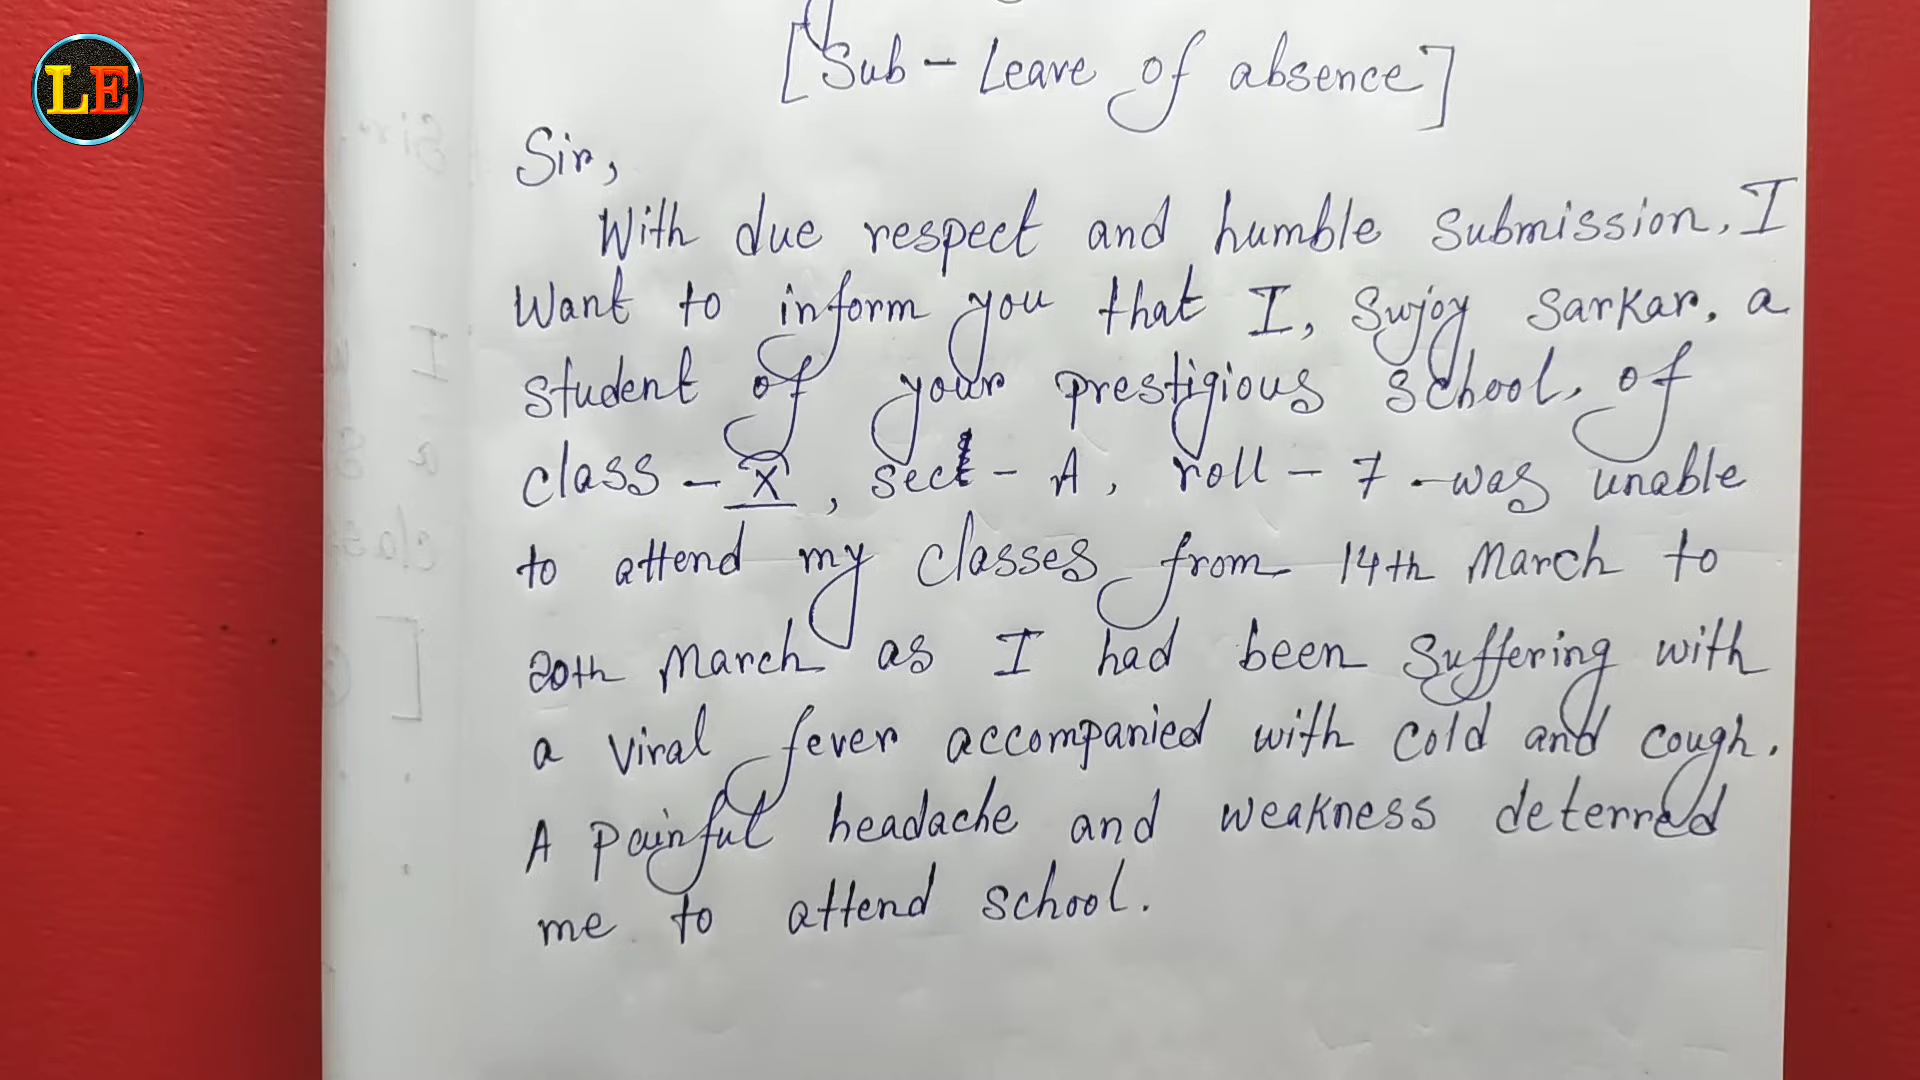 LE
[Sub - Leave of absence]
Sir,
With due respect and humble submission, I
want to inform you that I, Sujoy Sarkar, a
student of your prestigious school, of
class - X, sect - A, roll - 7 -was unable
to attend my classes from 14th March to
20th March as I had been suffering with
a viral fever accompanied with cold and cough.
A painful headache and weakness deterred
me to attend school.